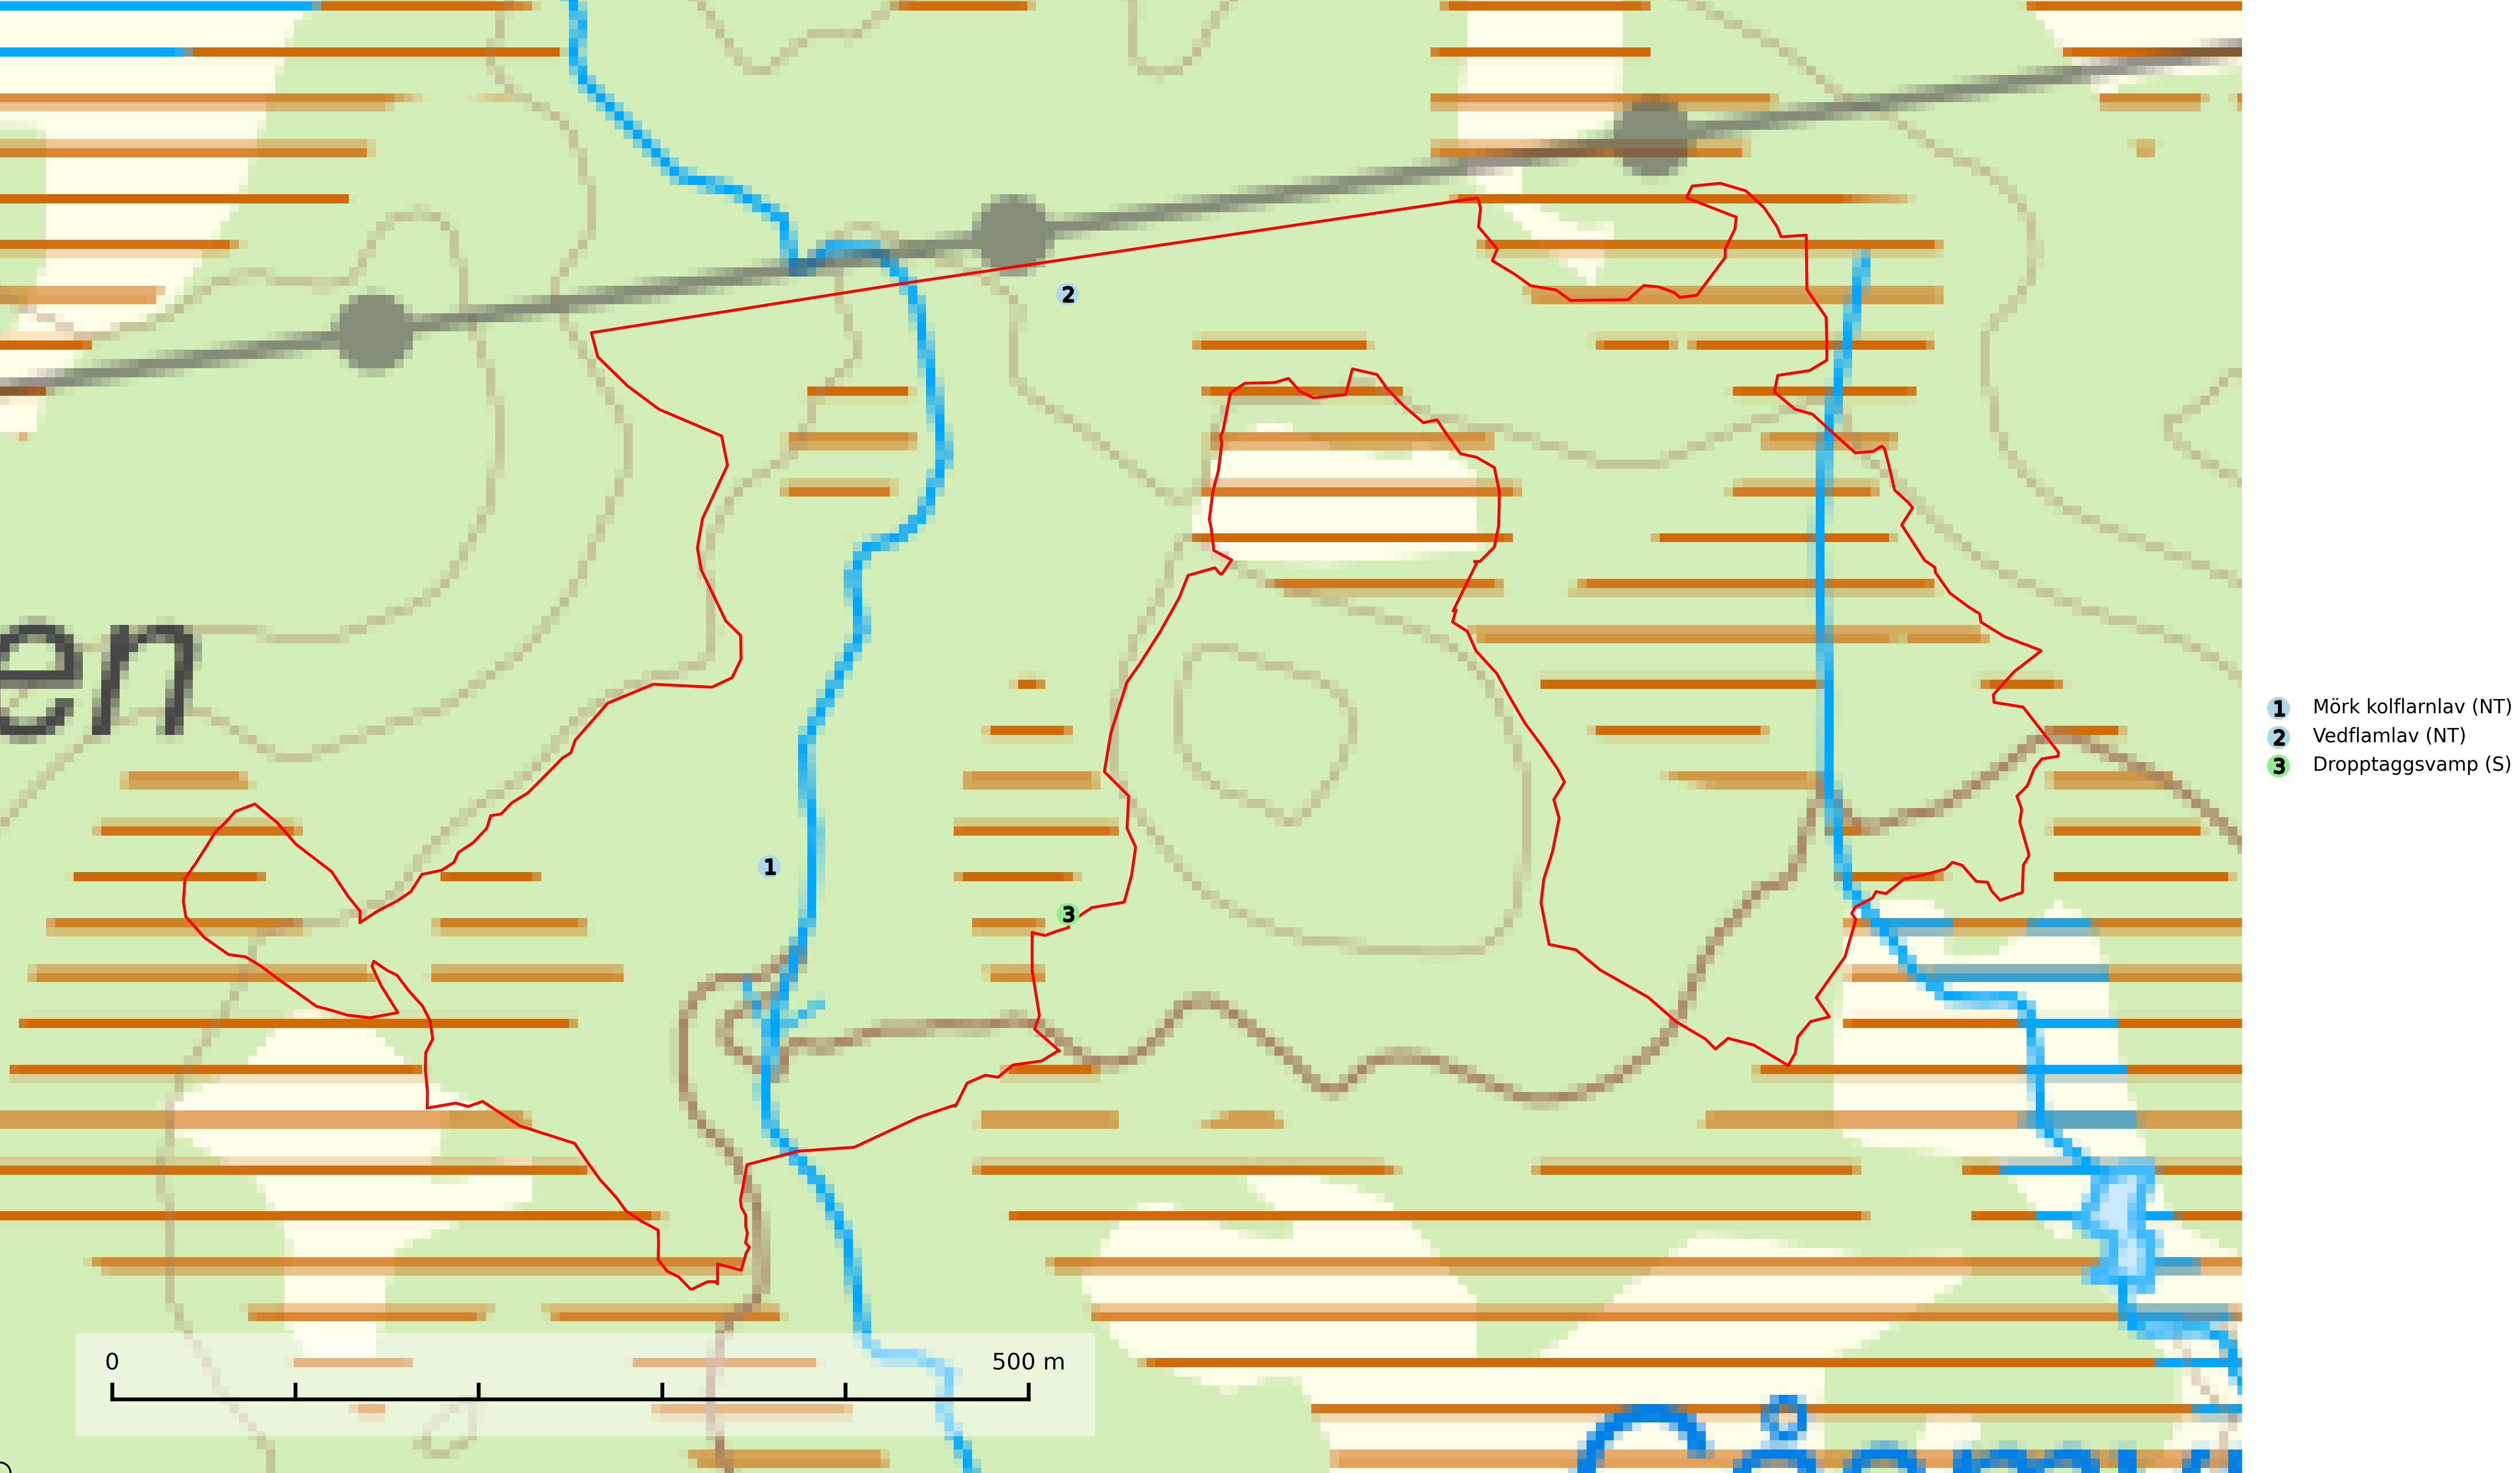 2
en
1 Mörk kolflarnlav (NT)
2 Vedflamlav (NT)
3 Dropptaggsvamp (S)
1
3
0 500 m